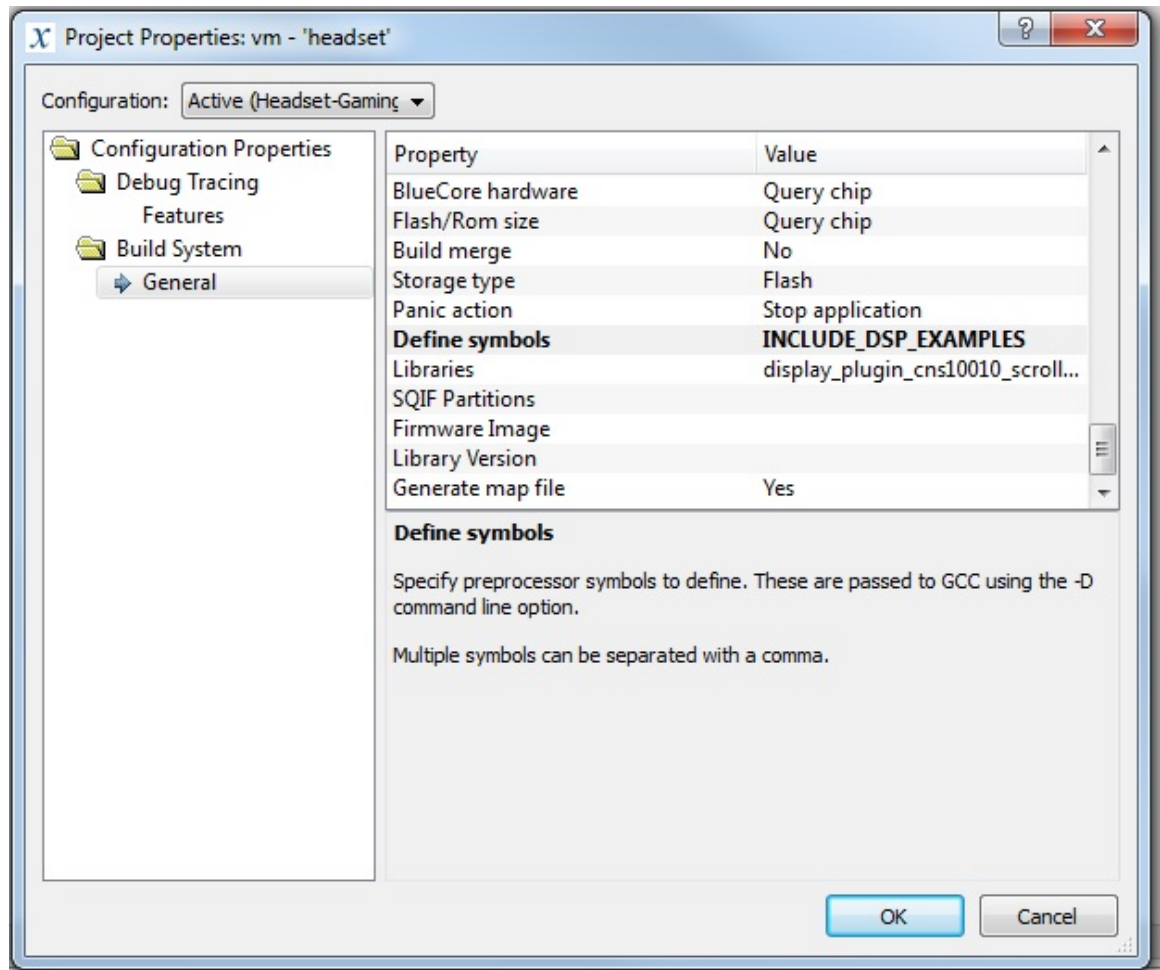 Project Properties: vm - 'headset'
Configuration: Active (Headset-Gaming
Configuration Properties
Debug Tracing
Features
Build System
General
Property Value
BlueCore hardware Query chip
Flash/Rom size Query chip
Build merge No
Storage type Flash
Panic action Stop application
Define symbols INCLUDE_DSP_EXAMPLES
Libraries display_plugin_cns10010_scroll...
SQIF Partitions
Firmware Image
Library Version
Generate map file Yes
Define symbols
Specify preprocessor symbols to define. These are passed to GCC using the -D
command line option.
Multiple symbols can be separated with a comma.
OK Cancel